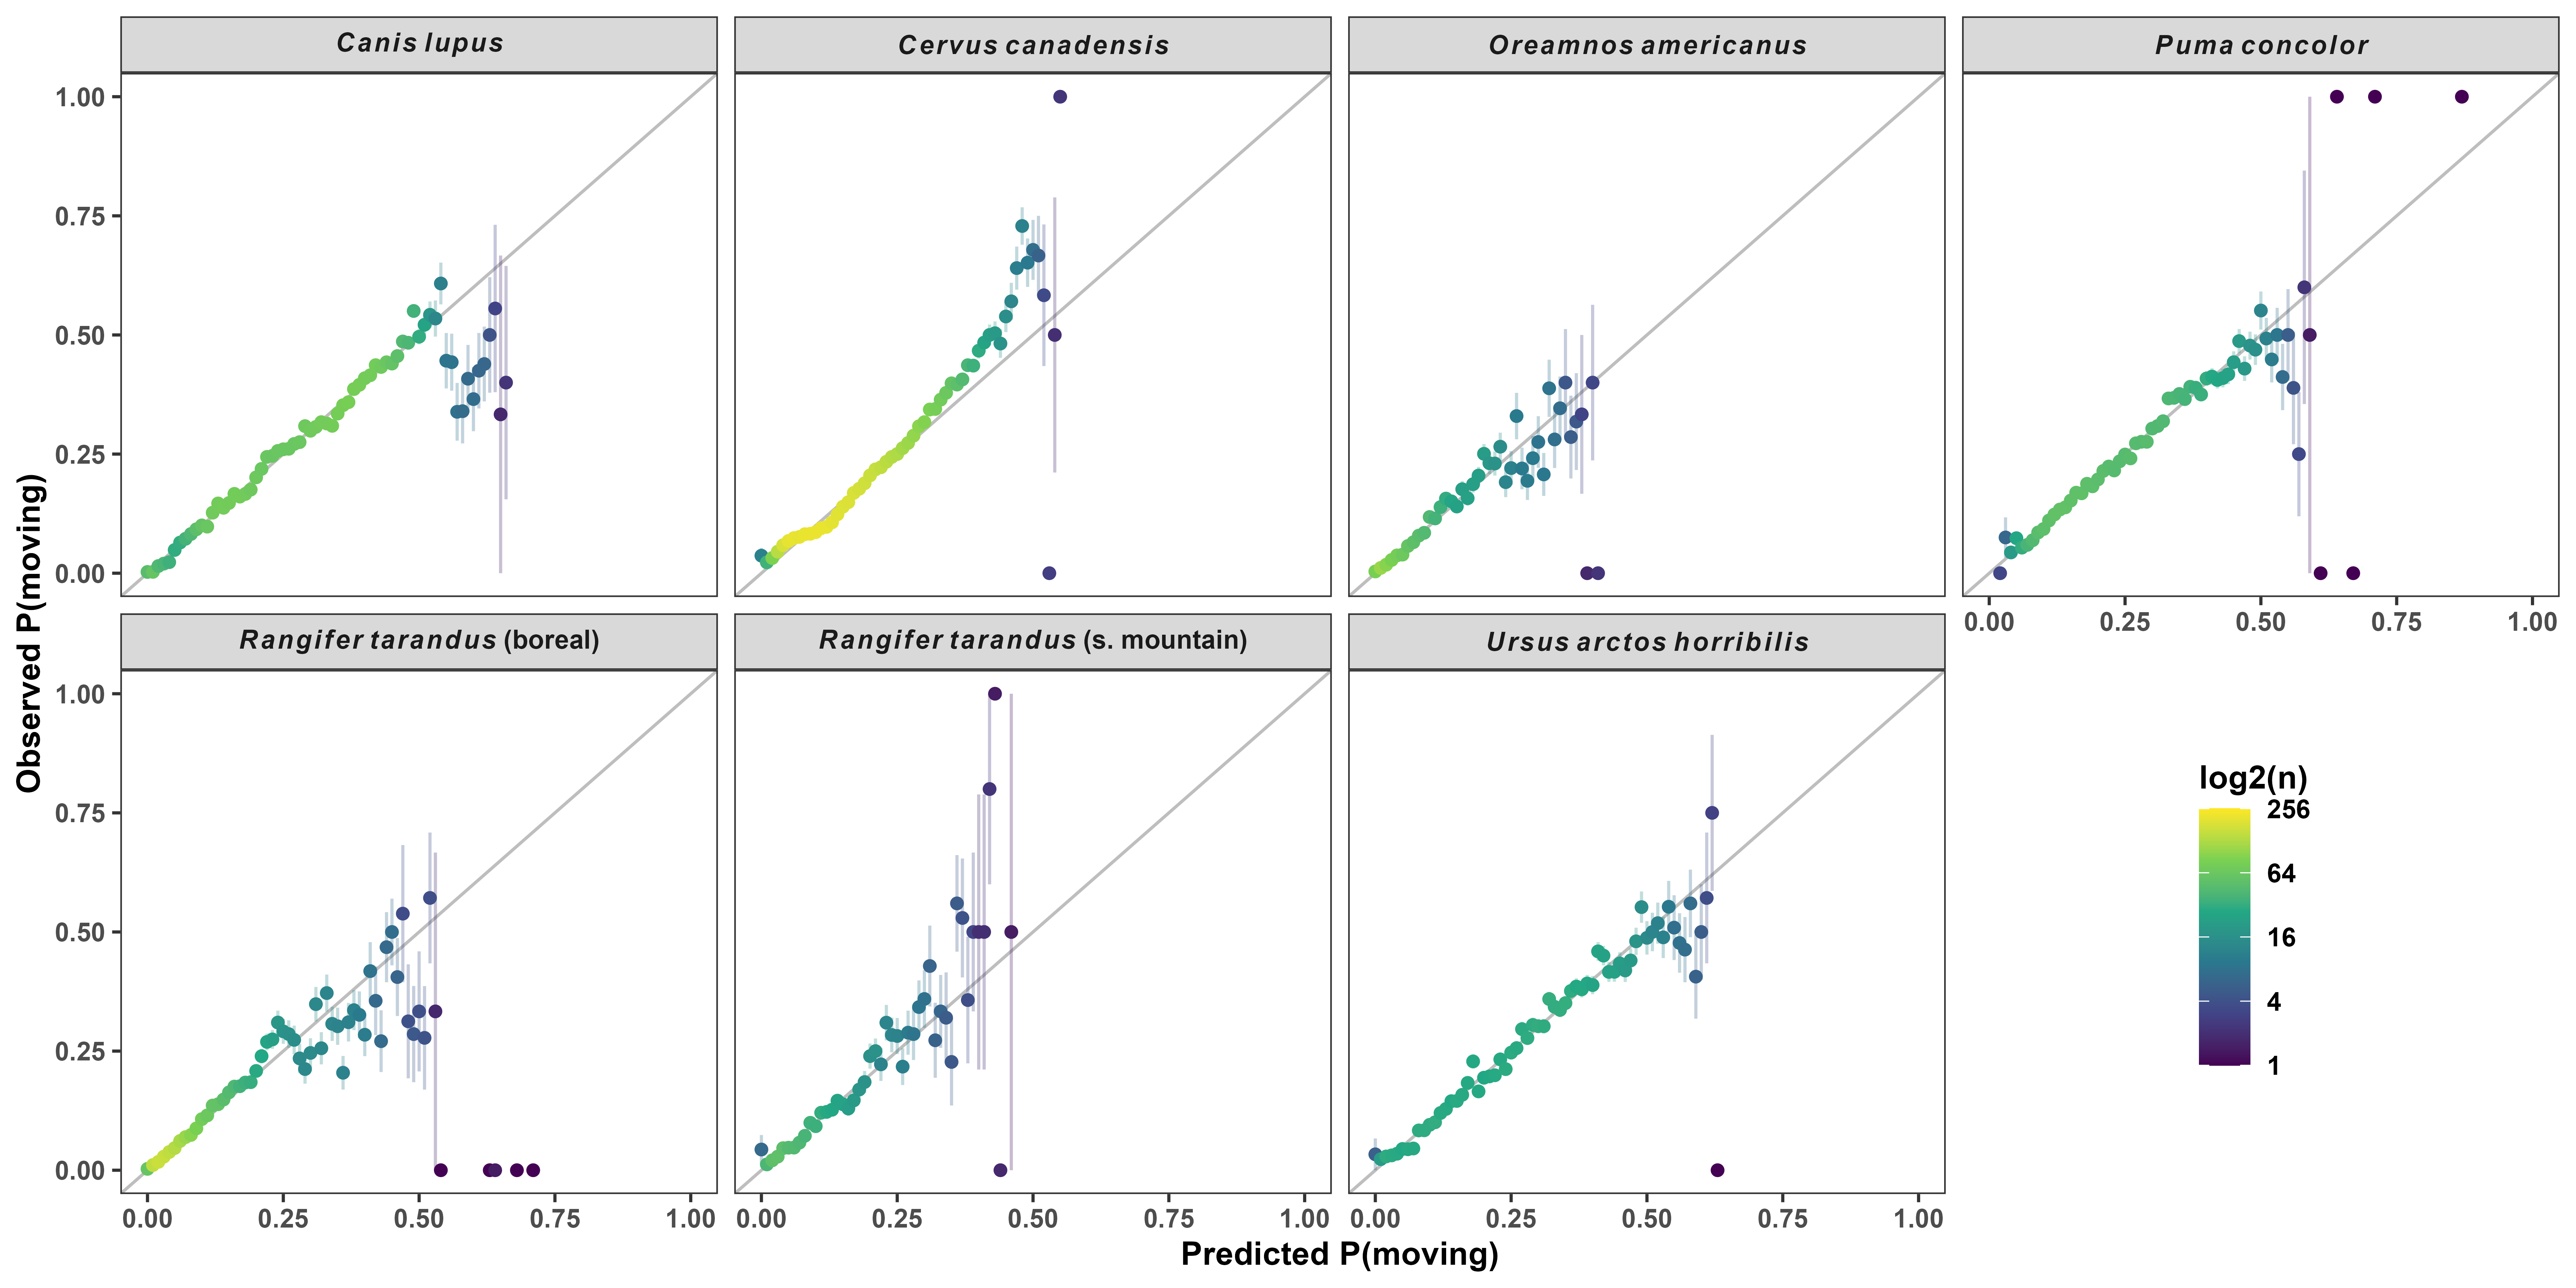 Canis lupus
Cervus canadensis
Oreamnos americanus
Puma concolor
1.00
0.75
0.50
0.25
0.00
0.00 0.25 0.50 0.75 1.00
Observed P(moving)
Rangifer tarandus (boreal)
Rangifer tarandus (s. mountain)
Ursus arctos horribilis
1.00
0.75
0.50
0.25
0.00
0.00 0.25 0.50 0.75 1.00
0.00 0.25 0.50 0.75 1.00
0.00 0.25 0.50 0.75 1.00
Predicted P(moving)
log2(n)
256
64
16
4
1